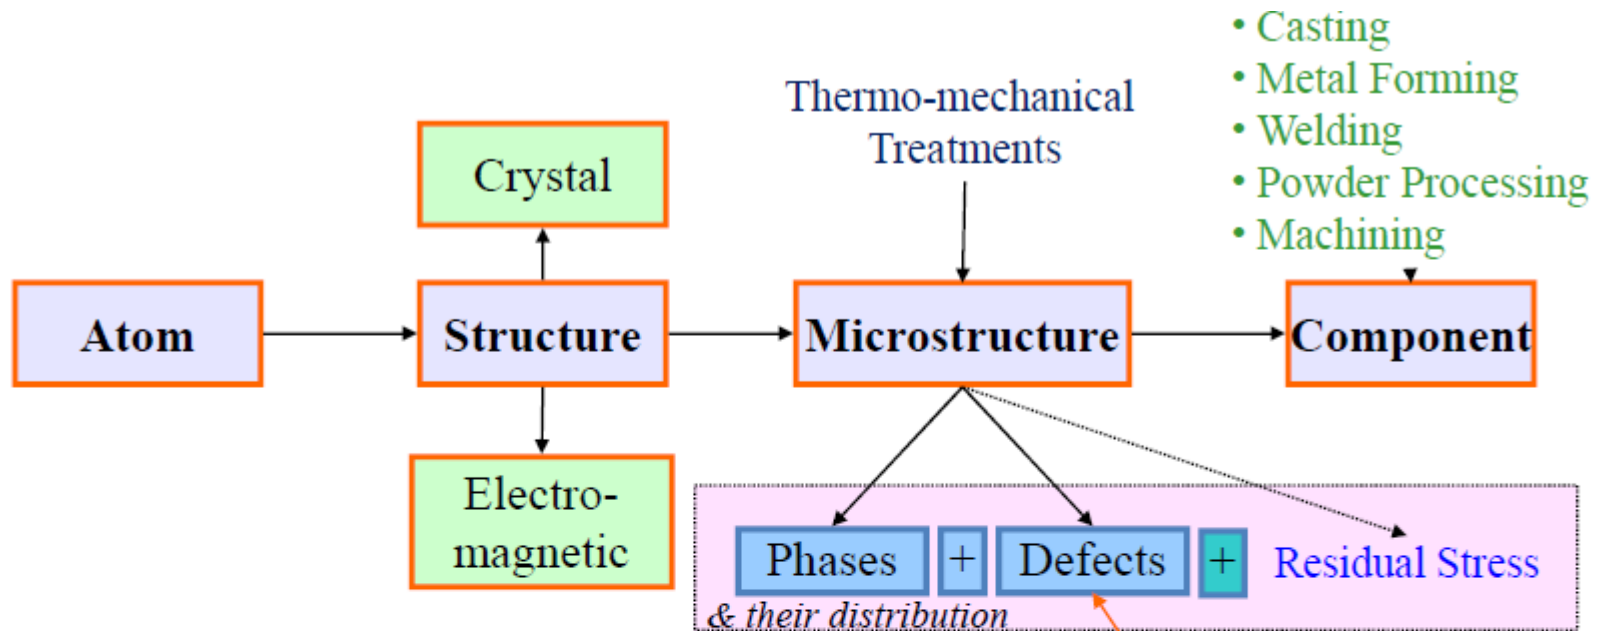 • Casting
• Metal Forming
• Welding
• Powder Processing
• Machining
Thermo-mechanical
Treatments
Crystal
Atom
Structure
Microstructure
Component
Electro-
magnetic
Phases + Defects + Residual Stress
& their distribution